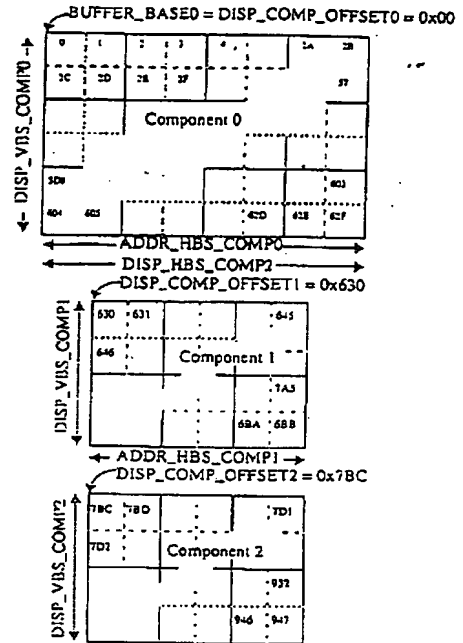 BUFFER_BASE0 = DISP_COMP_OFFSET0 = 0x00
0 1 2 3 4 2A 2B
2C 2D 2E 2F 57
Component 0
DISP_VBS_COMP0
5D8 603
604 605 62D 62E 62F
ADDR_HBS_COMP0
DISP_HBS_COMP2
DISP_COMP_OFFSET1 = 0x630
630 631 645
646
Component 1
DISP_VBS_COMP1
7A5
6BA 6BB
ADDR_HBS_COMP1
DISP_COMP_OFFSET2 = 0x7BC
7BC 7BD 7D1
7D2
Component 2
DISP_VBS_COMP2
932
946 947